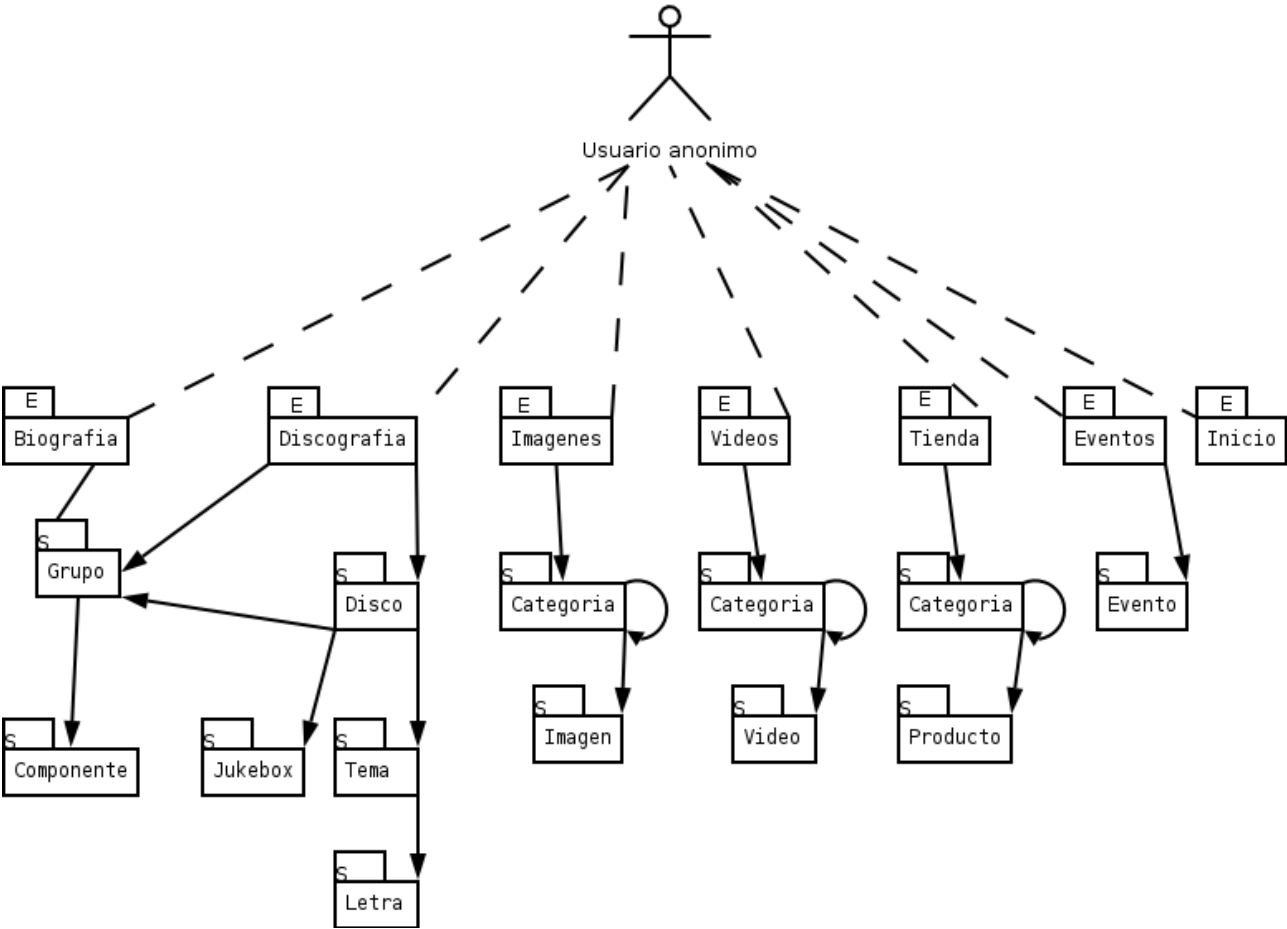 Usuario anonimo
E
Biografia
E
Discografia
E
Imagenes
E
Videos
E
Tienda
E
Eventos
E
Inicio
S
Grupo
S
Disco
S
Categoria
S
Categoria
S
Categoria
S
Evento
S
Imagen
S
Video
S
Producto
S
Componente
S
Jukebox
S
Tema
S
Letra